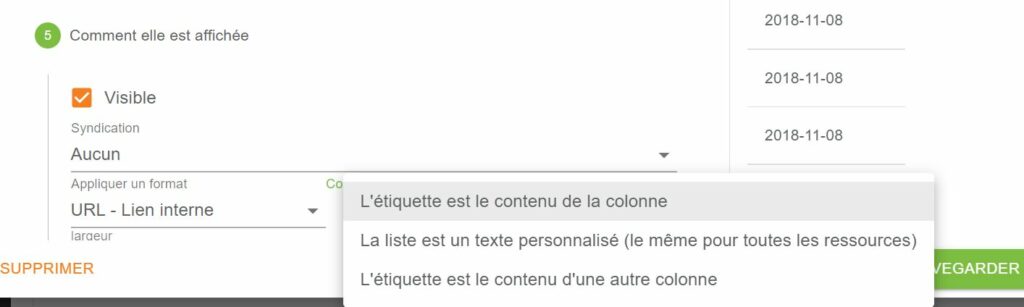 5 Comment elle est affichée
2018-11-08
Visible
2018-11-08
Syndication
Aucun
2018-11-08
Appliquer un format
URL - Lien interne
largeur
L'étiquette est le contenu de la colonne
La liste est un texte personnalisé (le même pour toutes les ressources)
L'étiquette est le contenu d'une autre colonne
SUPPRIMER
VEGARDER